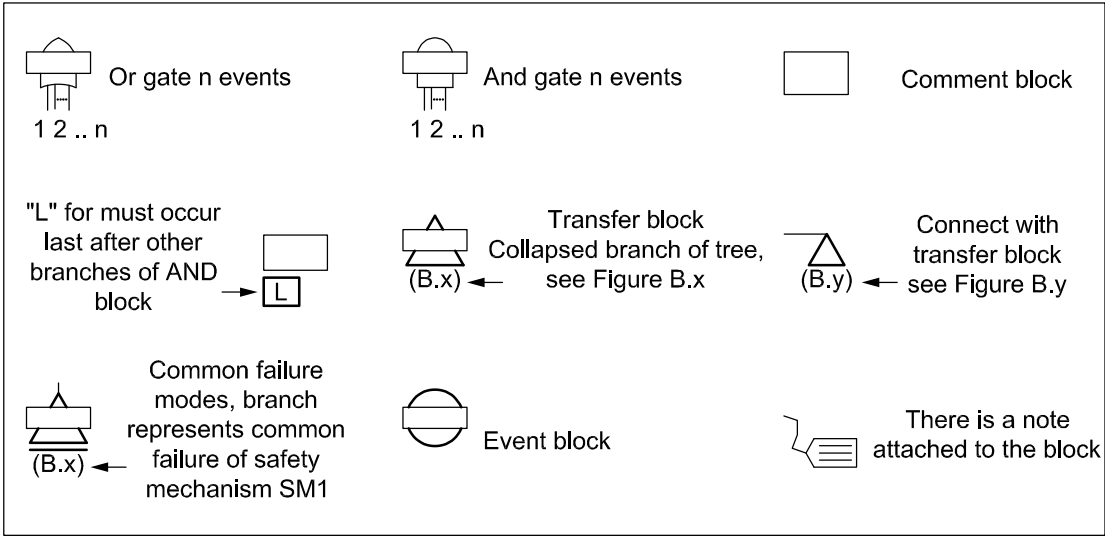 Or gate n events
1 2 .. n
And gate n events
1 2 .. n
Comment block
"L" for must occur
last after other
branches of AND
block
L
Transfer block
Collapsed branch of tree,
see Figure B.x
(B.x)
Connect with
transfer block
see Figure B.y
(B.y)
Common failure
modes, branch
represents common
failure of safety
mechanism SM1
(B.x)
Event block
There is a note
attached to the block